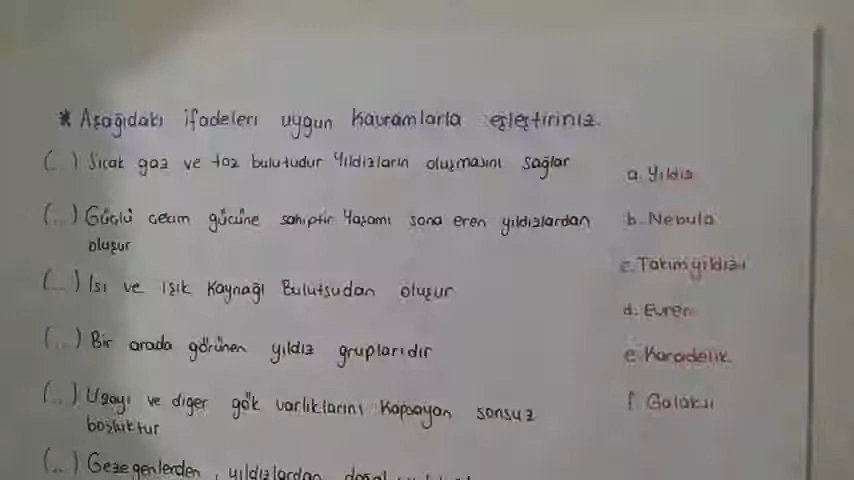 * Aşağıdaki ifadeleri uygun kavramlarla eşleştiriniz.
(..) Sıcak gaz ve toz bulutudur Yıldızların oluşmasını sağlar
a. Yıldız
(...) Güçlü çekim gücüne sahiptir Yaşamı sona eren yıldızlardan
oluşur
b. Nebula
c. Takımyıldızı
(...) Isı ve ışık Kaynağı Bulutsudan oluşur
d. Evren
(...) Bir arada görünen yıldız gruplarıdır
e. Karadelik
(...) Uzayı ve diğer gök varlıklarını Kapsayan sonsuz
boşluktur
f. Galaksi
(...) Gezegenlerden, yıldızlardan doğal